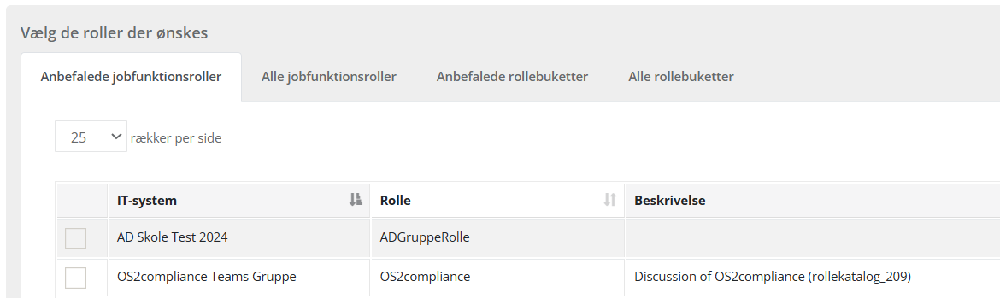 Vælg de roller der ønskes
Anbefalede jobfunktionsroller Alle jobfunktionsroller Anbefalede rollebuketter Alle rollebuketter
25 rækker per side
IT-system Rolle Beskrivelse
AD Skole Test 2024 ADGruppeRolle
OS2compliance Teams Gruppe OS2compliance Discussion of OS2compliance (rollekatalog_209)